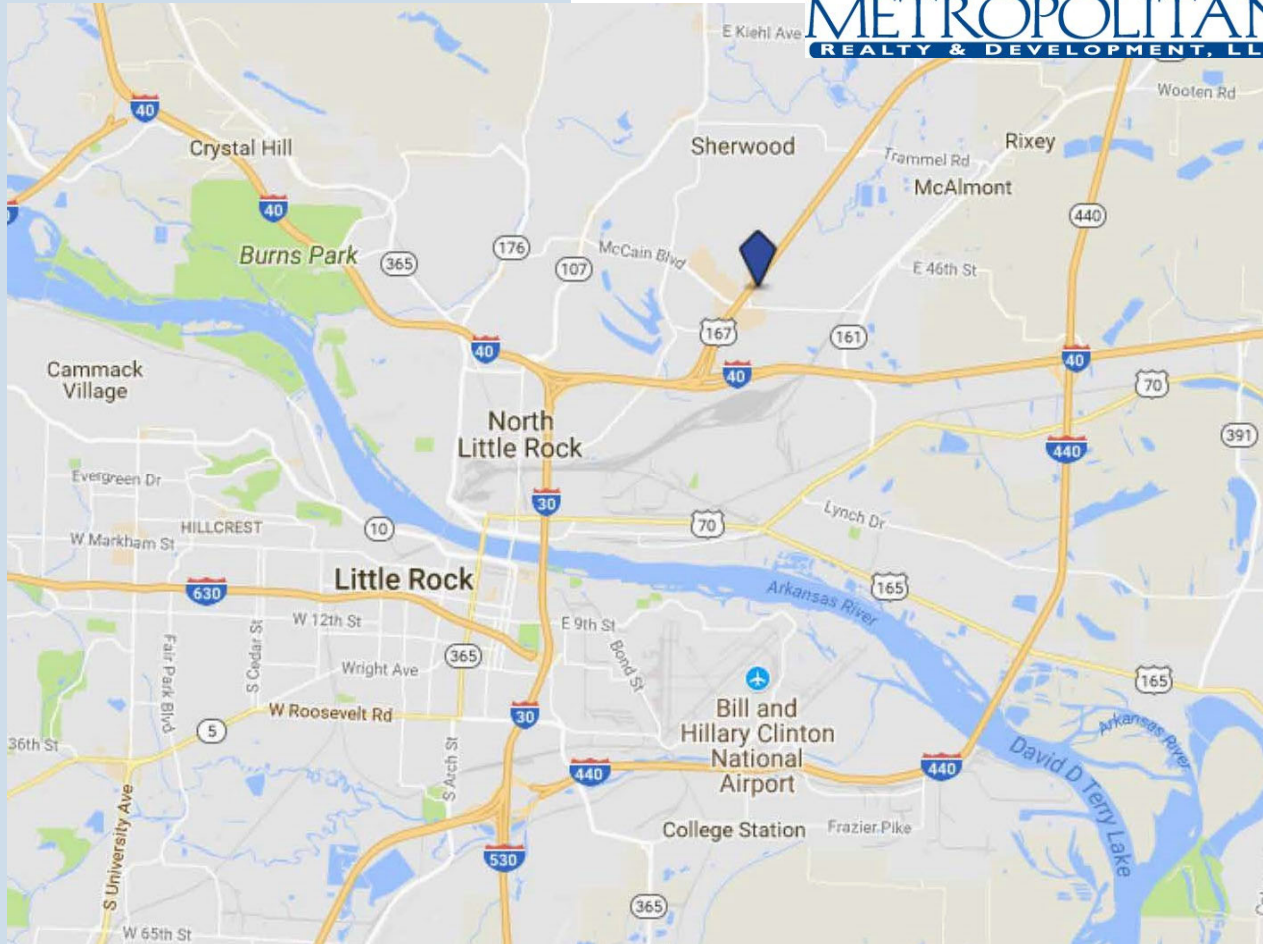 METROPOLITAN
REALTY & DEVELOPMENT, LL
E Kiehl Ave
Wooten Rd
40
Crystal Hill
Sherwood
Rixey
Trammel Rd
McAlmont
40
440
Burns Park
365
176
107
McCain Blvd
E 46th St
167
161
40
40
40
70
Cammack
Village
North
Little Rock
391
440
Evergreen Dr
30
HILLCREST
10
70
Lynch Dr
W Markham St
Little Rock
630
Arkansas River
165
W 12th St
E 9th St
Fair Park Blvd
S Cedar St
365
Bond St
Wright Ave
165
W Roosevelt Rd
30
Bill and
Hillary Clinton
National
Airport
5
36th St
Arkansas River
S Arch St
440
440
David D Terry Lake
College Station
Frazier Pike
S University Ave
530
365
W 65th St